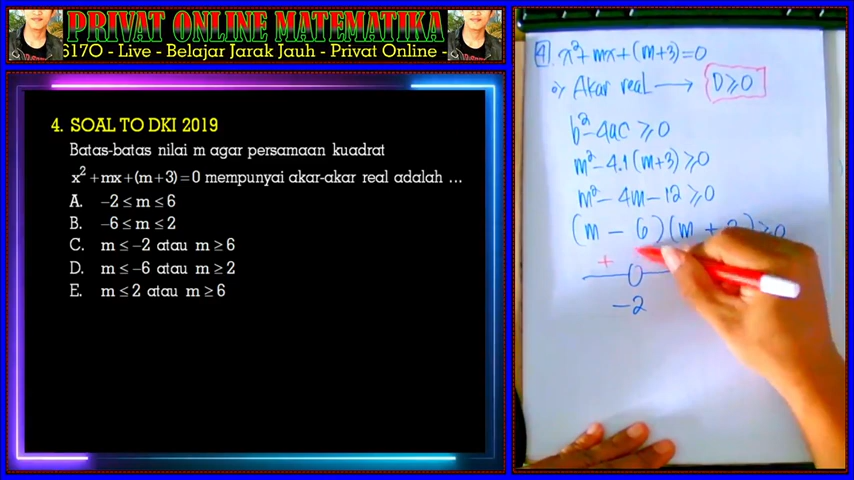 PRIVAT ONLINE MATEMATIKA
S17O - Live - Belajar Jarak Jauh - Privat Online -
4. SOAL TO DKI 2019
Batas-batas nilai m agar persamaan kuadrat
x²+mx+(m+3)=0 mempunyai akar-akar real adalah ...
A. −2 ≤ m ≤ 6
B. −6 ≤ m ≤ 2
C. m ≤ −2 atau m ≥ 6
D. m ≤ −6 atau m ≥ 2
E. m ≤ 2 atau m ≥ 6
4. x²+mx+(m+3)=0
Akar real → D≥0
b²-4ac ≥0
m²-4.1(m+3)≥0
m²-4m-12 ≥0
(m - 6)(m + ≥0
+
-2